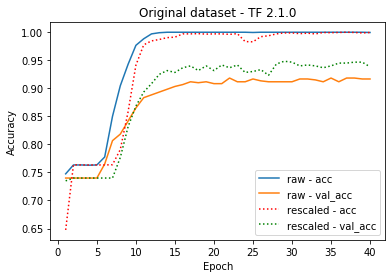 Original dataset - TF 2.1.0
1.00
0.95
0.90
0.85
0.80
0.75
0.70
0.65
Accuracy
raw - acc
raw - val_acc
rescaled - acc
rescaled - val_acc
0 5 10 15 20 25 30 35 40
Epoch